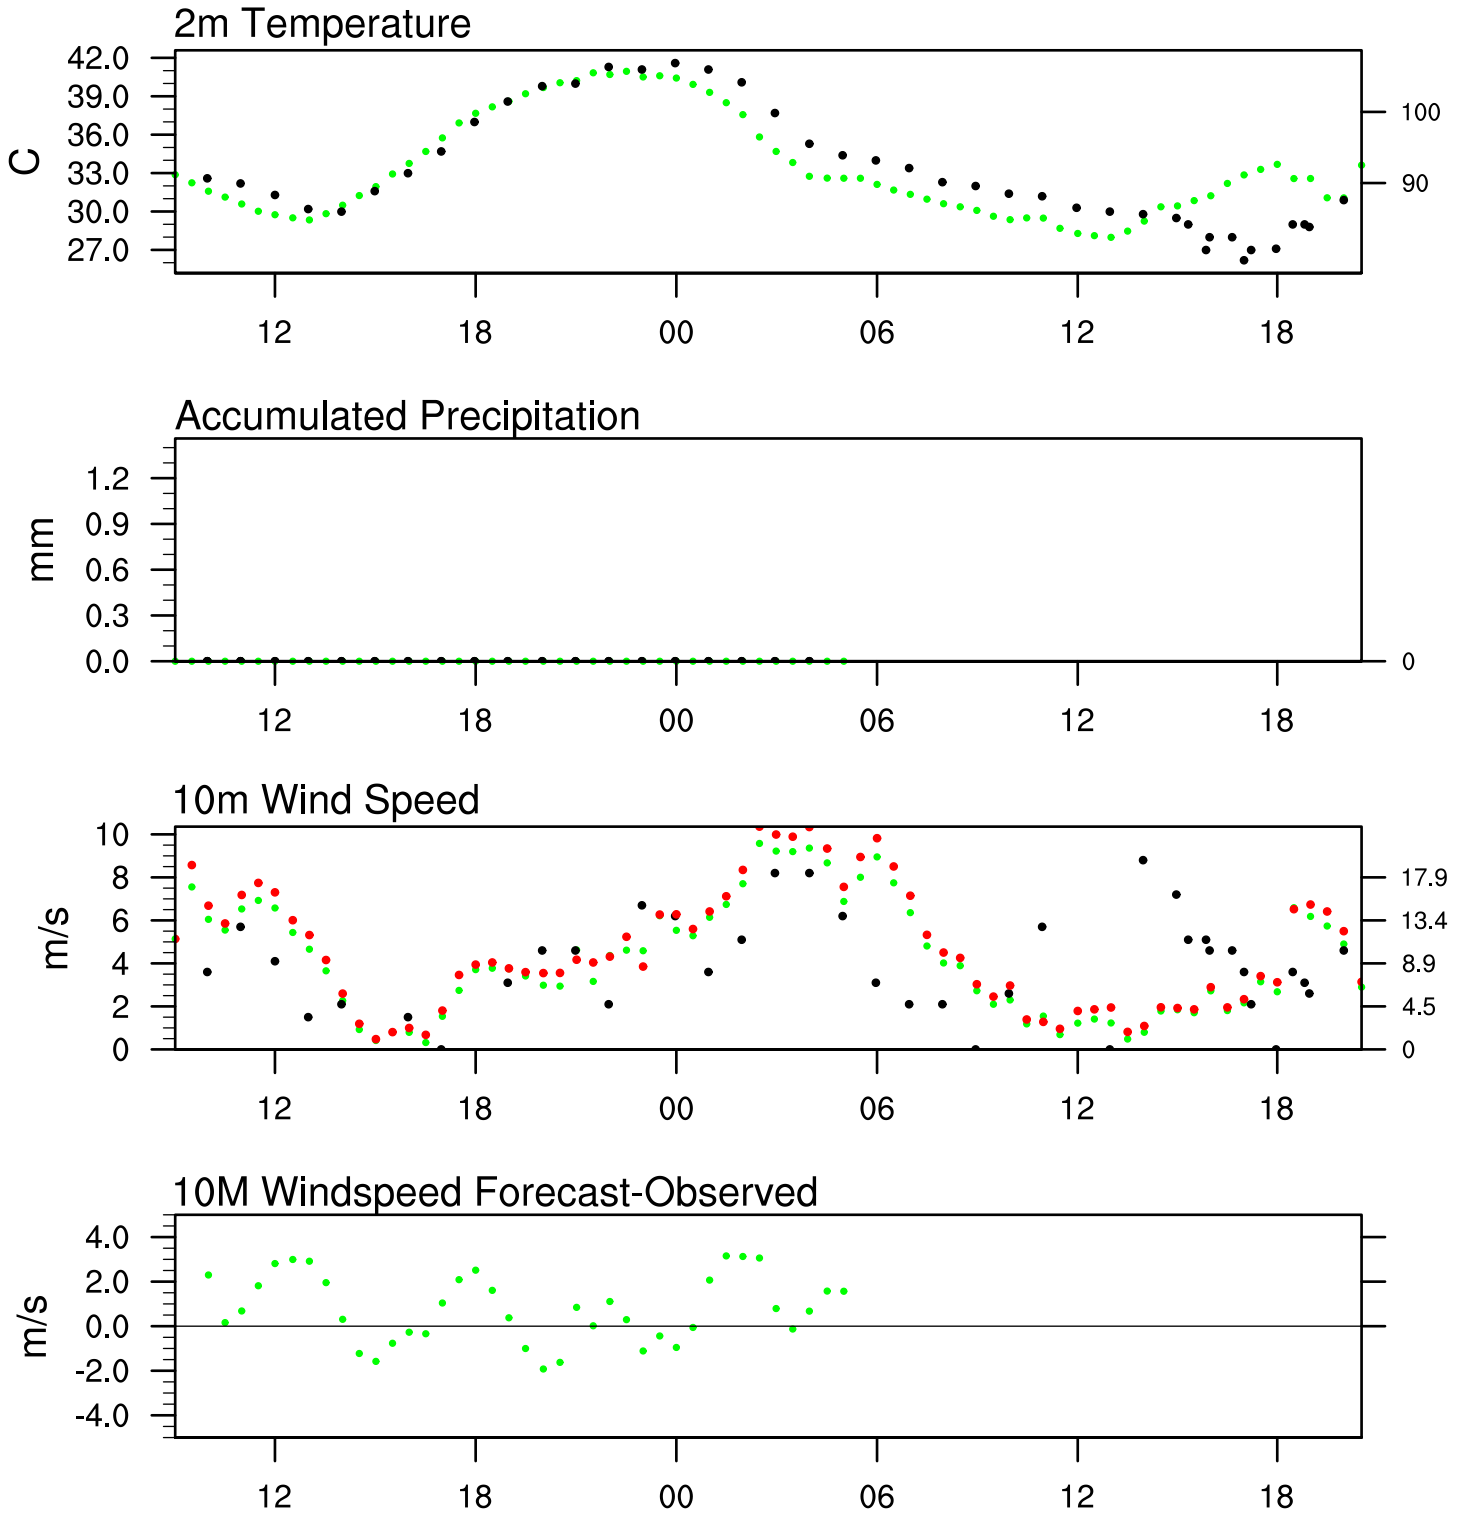 2m Temperature
42.0
39.0
36.0
33.0
30.0
27.0
C
100
90
12 18 00 06 12 18
Accumulated Precipitation
1.2
0.9
0.6
0.3
0.0
mm
0
12 18 00 06 12 18
10m Wind Speed
10
8
6
4
2
0
m/s
17.9
13.4
8.9
4.5
0
12 18 00 06 12 18
10M Windspeed Forecast-Observed
4.0
2.0
0.0
-2.0
-4.0
m/s
12 18 00 06 12 18